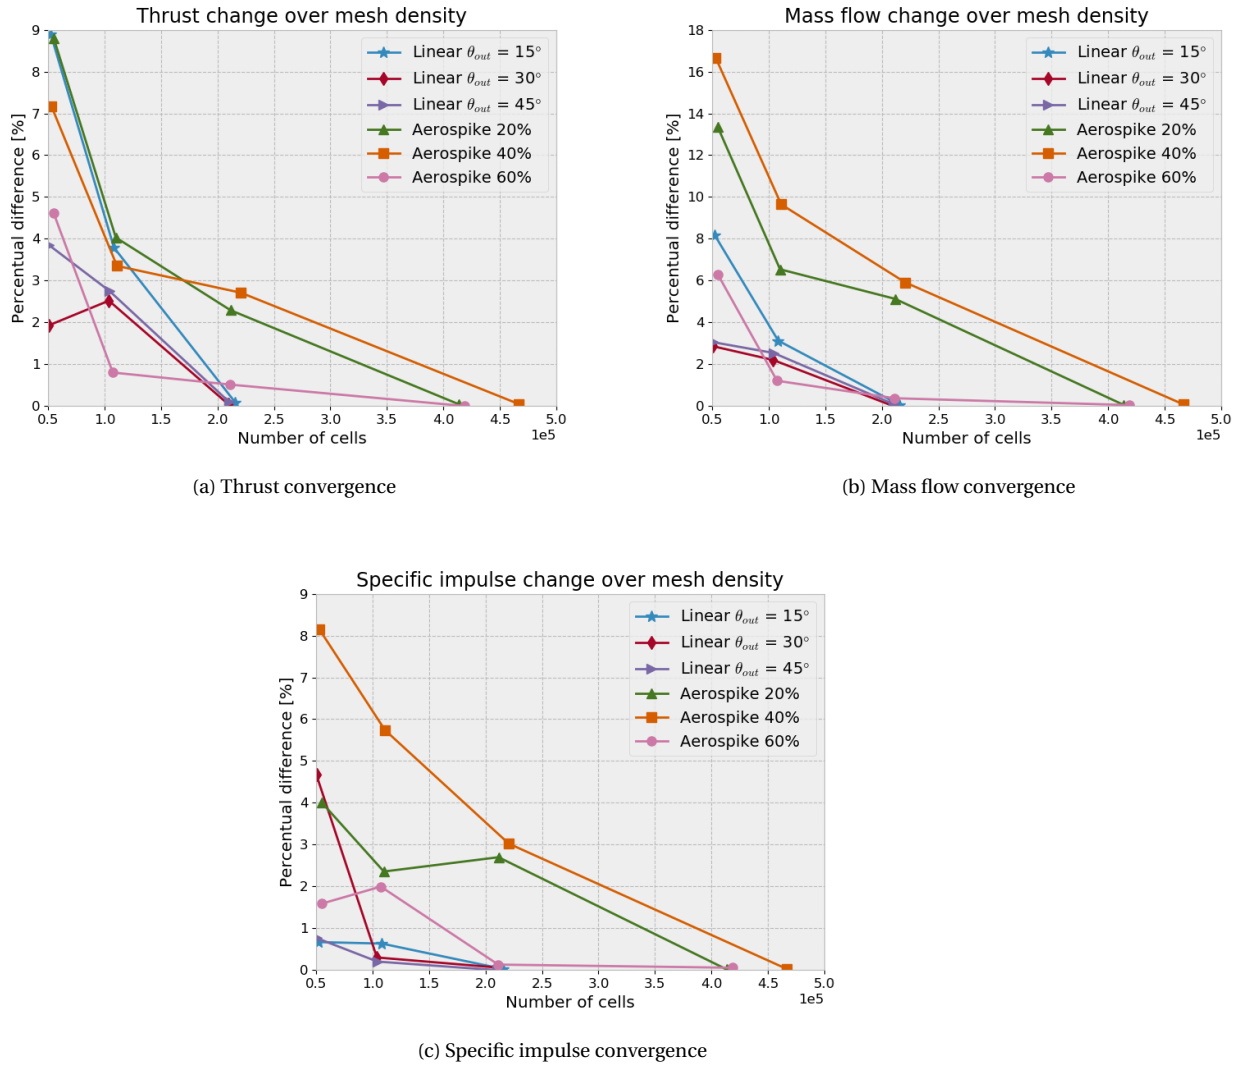 Thrust change over mesh density
Percentual difference [%]
9
8
7
6
5
4
3
2
1
0
Linear θout = 15°
Linear θout = 30°
Linear θout = 45°
Aerospike 20%
Aerospike 40%
Aerospike 60%
0.5 1.0 1.5 2.0 2.5 3.0 3.5 4.0 4.5 5.0
Number of cells
1e5
(a) Thrust convergence
Mass flow change over mesh density
Percentual difference [%]
18
16
14
12
10
8
6
4
2
0
Linear θout = 15°
Linear θout = 30°
Linear θout = 45°
Aerospike 20%
Aerospike 40%
Aerospike 60%
0.5 1.0 1.5 2.0 2.5 3.0 3.5 4.0 4.5 5.0
Number of cells
1e5
(b) Mass flow convergence
Specific impulse change over mesh density
Percentual difference [%]
9
8
7
6
5
4
3
2
1
0
Linear θout = 15°
Linear θout = 30°
Linear θout = 45°
Aerospike 20%
Aerospike 40%
Aerospike 60%
0.5 1.0 1.5 2.0 2.5 3.0 3.5 4.0 4.5 5.0
Number of cells
1e5
(c) Specific impulse convergence